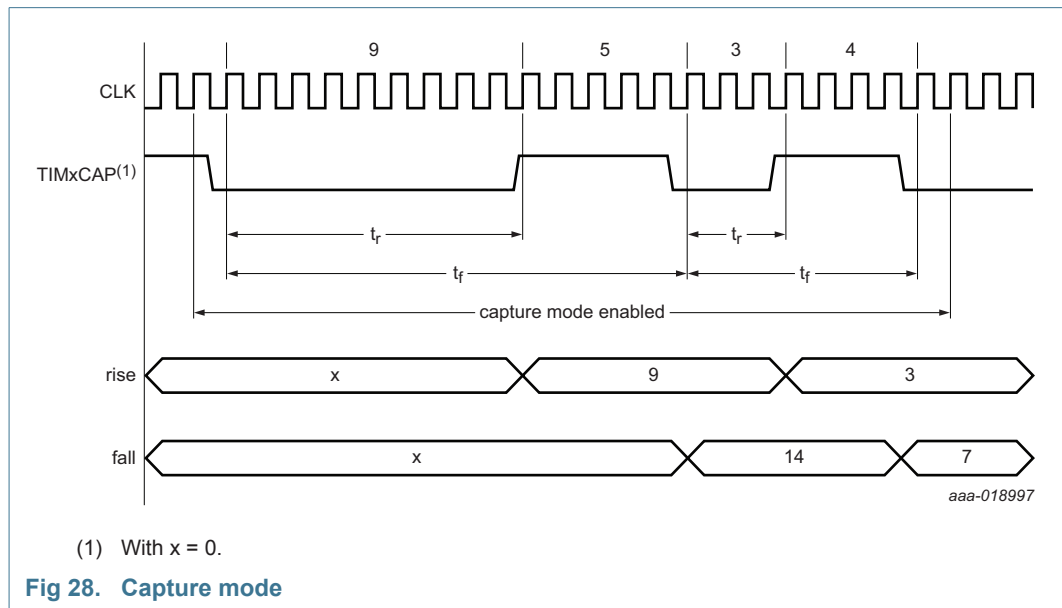 9 5 3 4
CLK
TIMxCAP(1)
tr tr
tf tf
capture mode enabled
rise x 9 3
fall x 14 7
aaa-018997
(1) With x = 0.
Fig 28. Capture mode